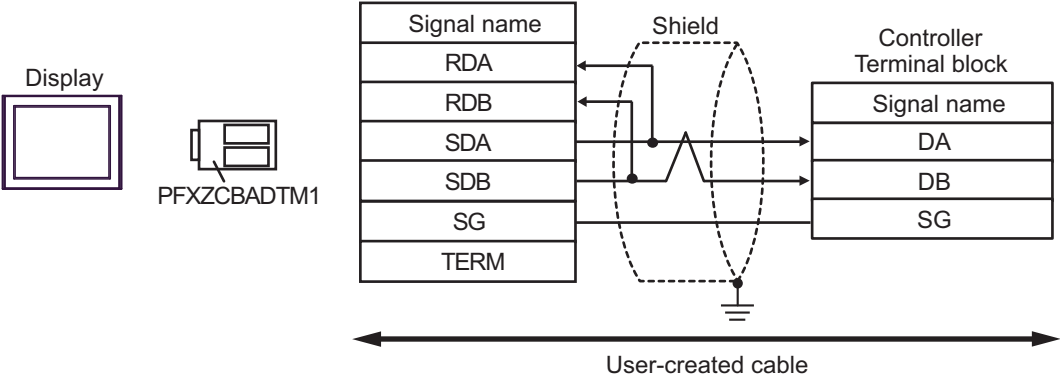 Display
PFXZCBADTM1
Signal name
RDA
RDB
SDA
SDB
SG
TERM
Shield
Controller
Terminal block
Signal name
DA
DB
SG
User-created cable